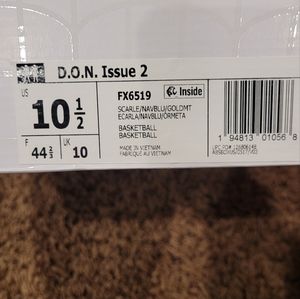 D.O.N. Issue 2
US
10 1/2
F
44 2/3
UK
10
FX6519
Inside
SCARLE/NAVBLU/GOLDMT
ECARLA/NAVBLU/ORMETA
BASKETBALL
BASKETBALL
MADE IN VIETNAM
FABRIQUÉ AU VIETNAM
1 94813 01056 8